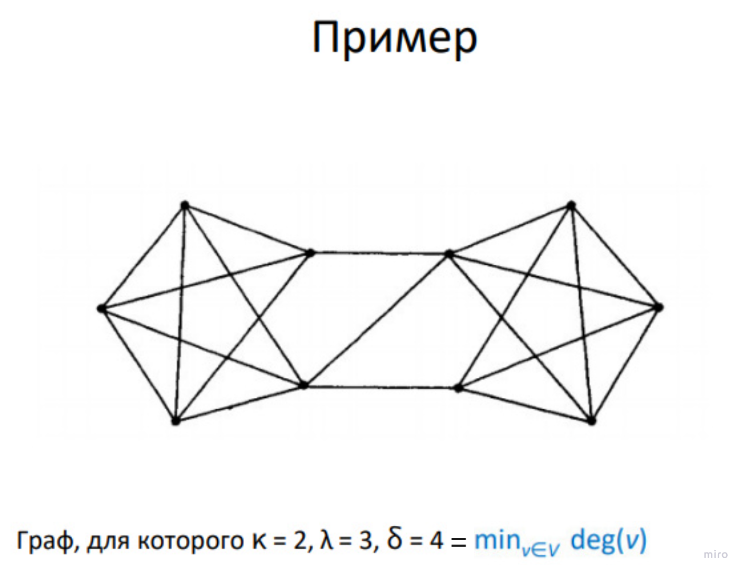 Пример
Граф, для которого κ = 2, λ = 3, δ = 4 = min_{v∈V} deg(v)
miro